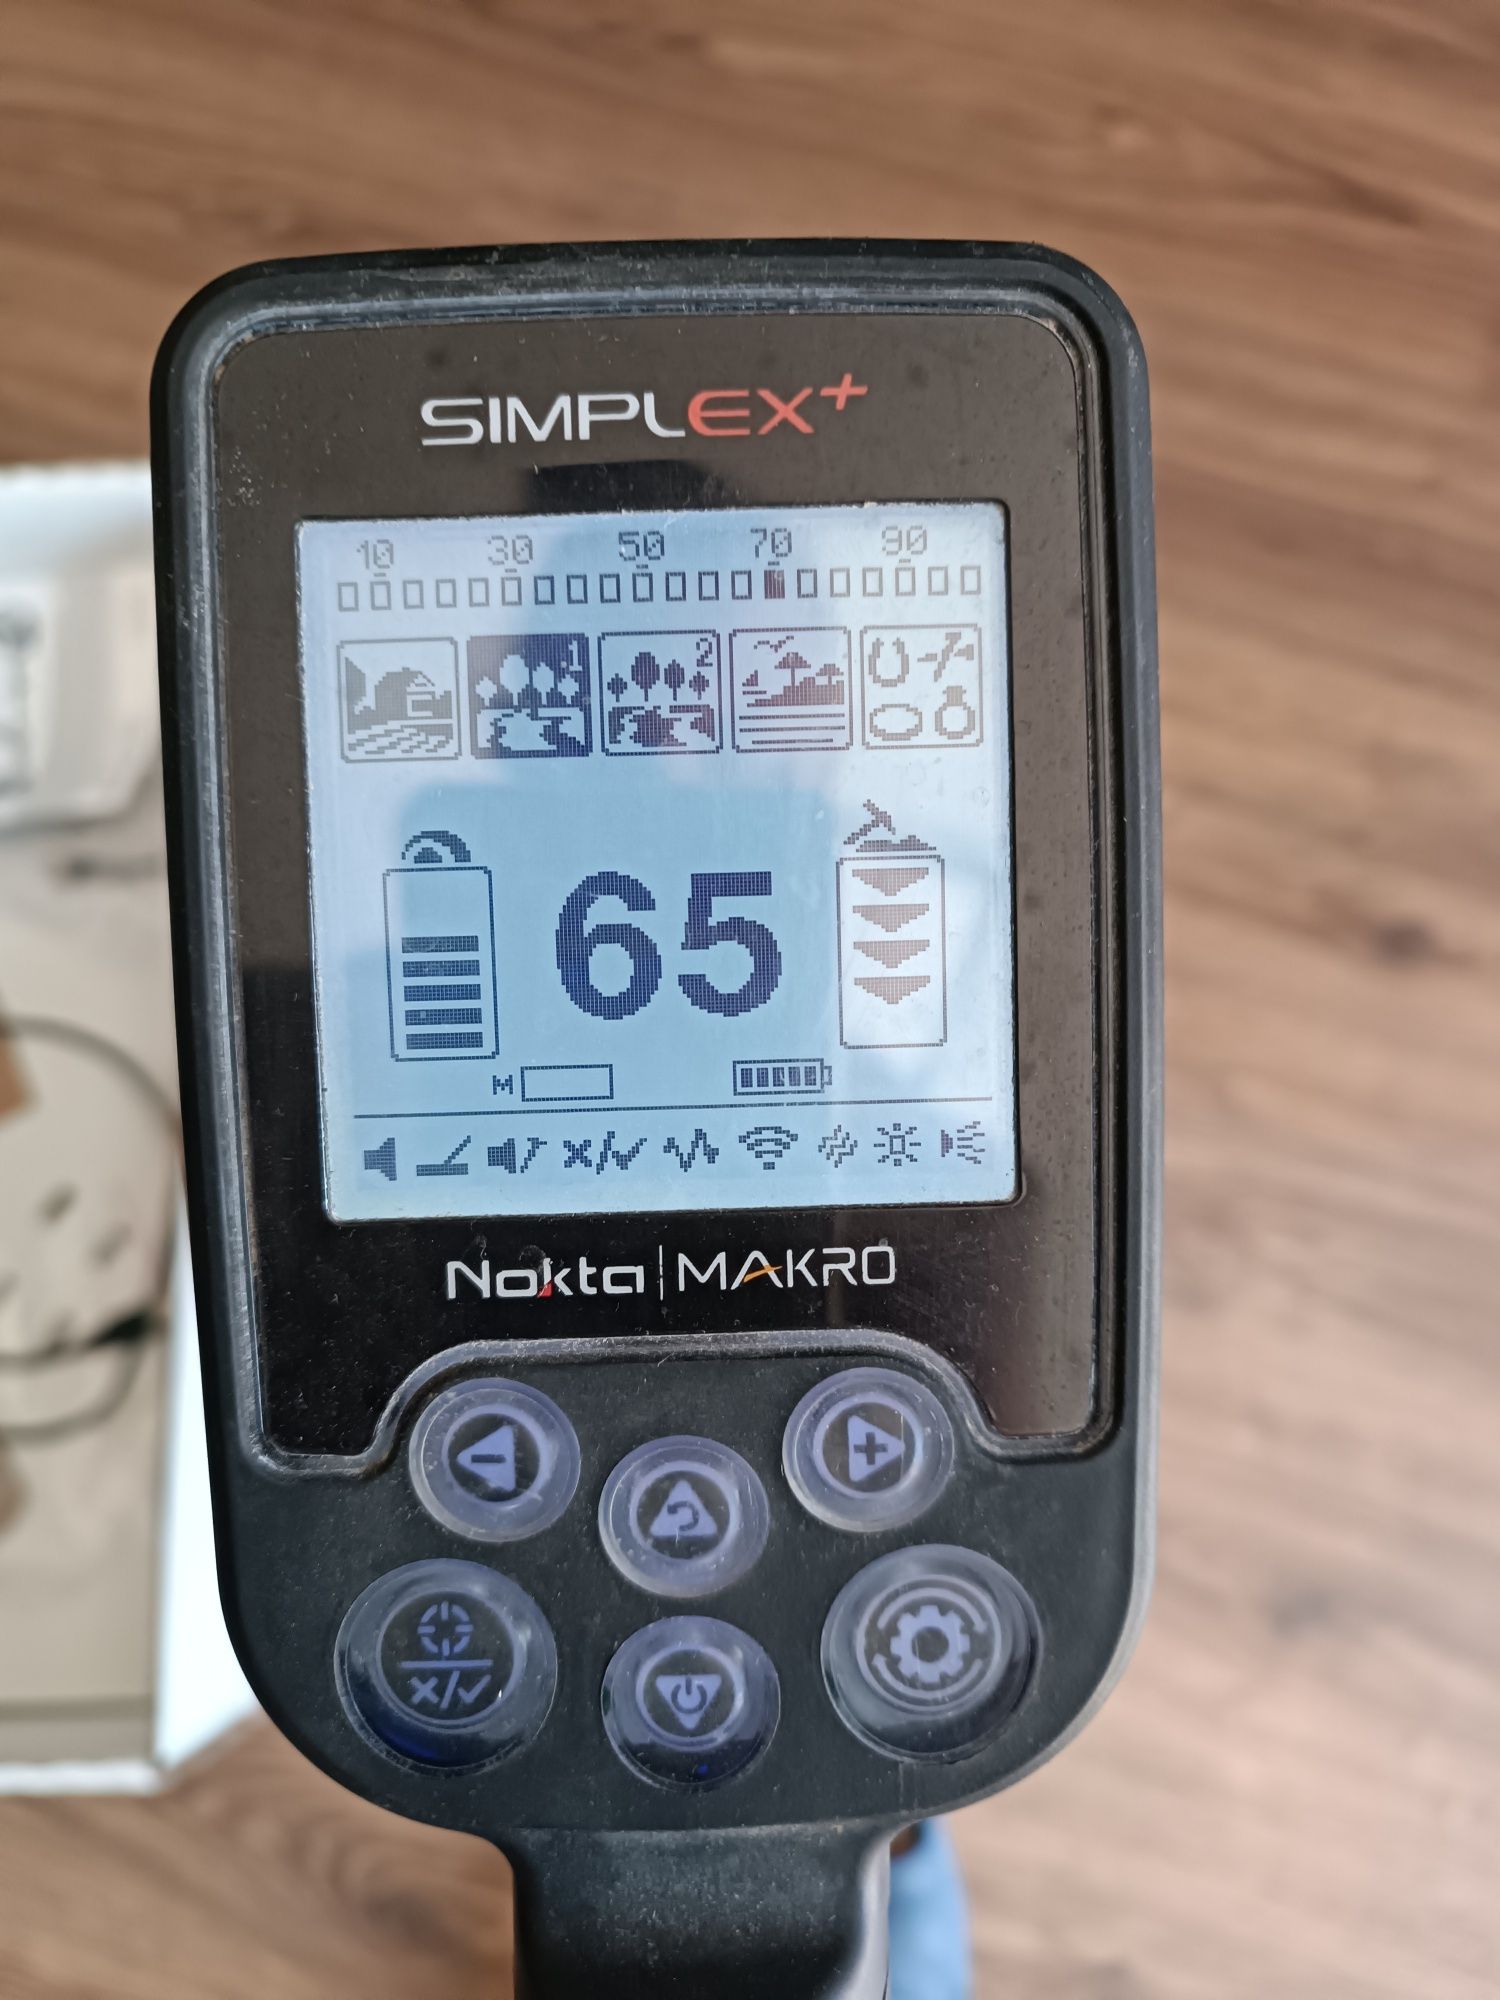 SIMPLEX+
10 30 50 70 90
1 2
65
M
Nokta | MAKRO